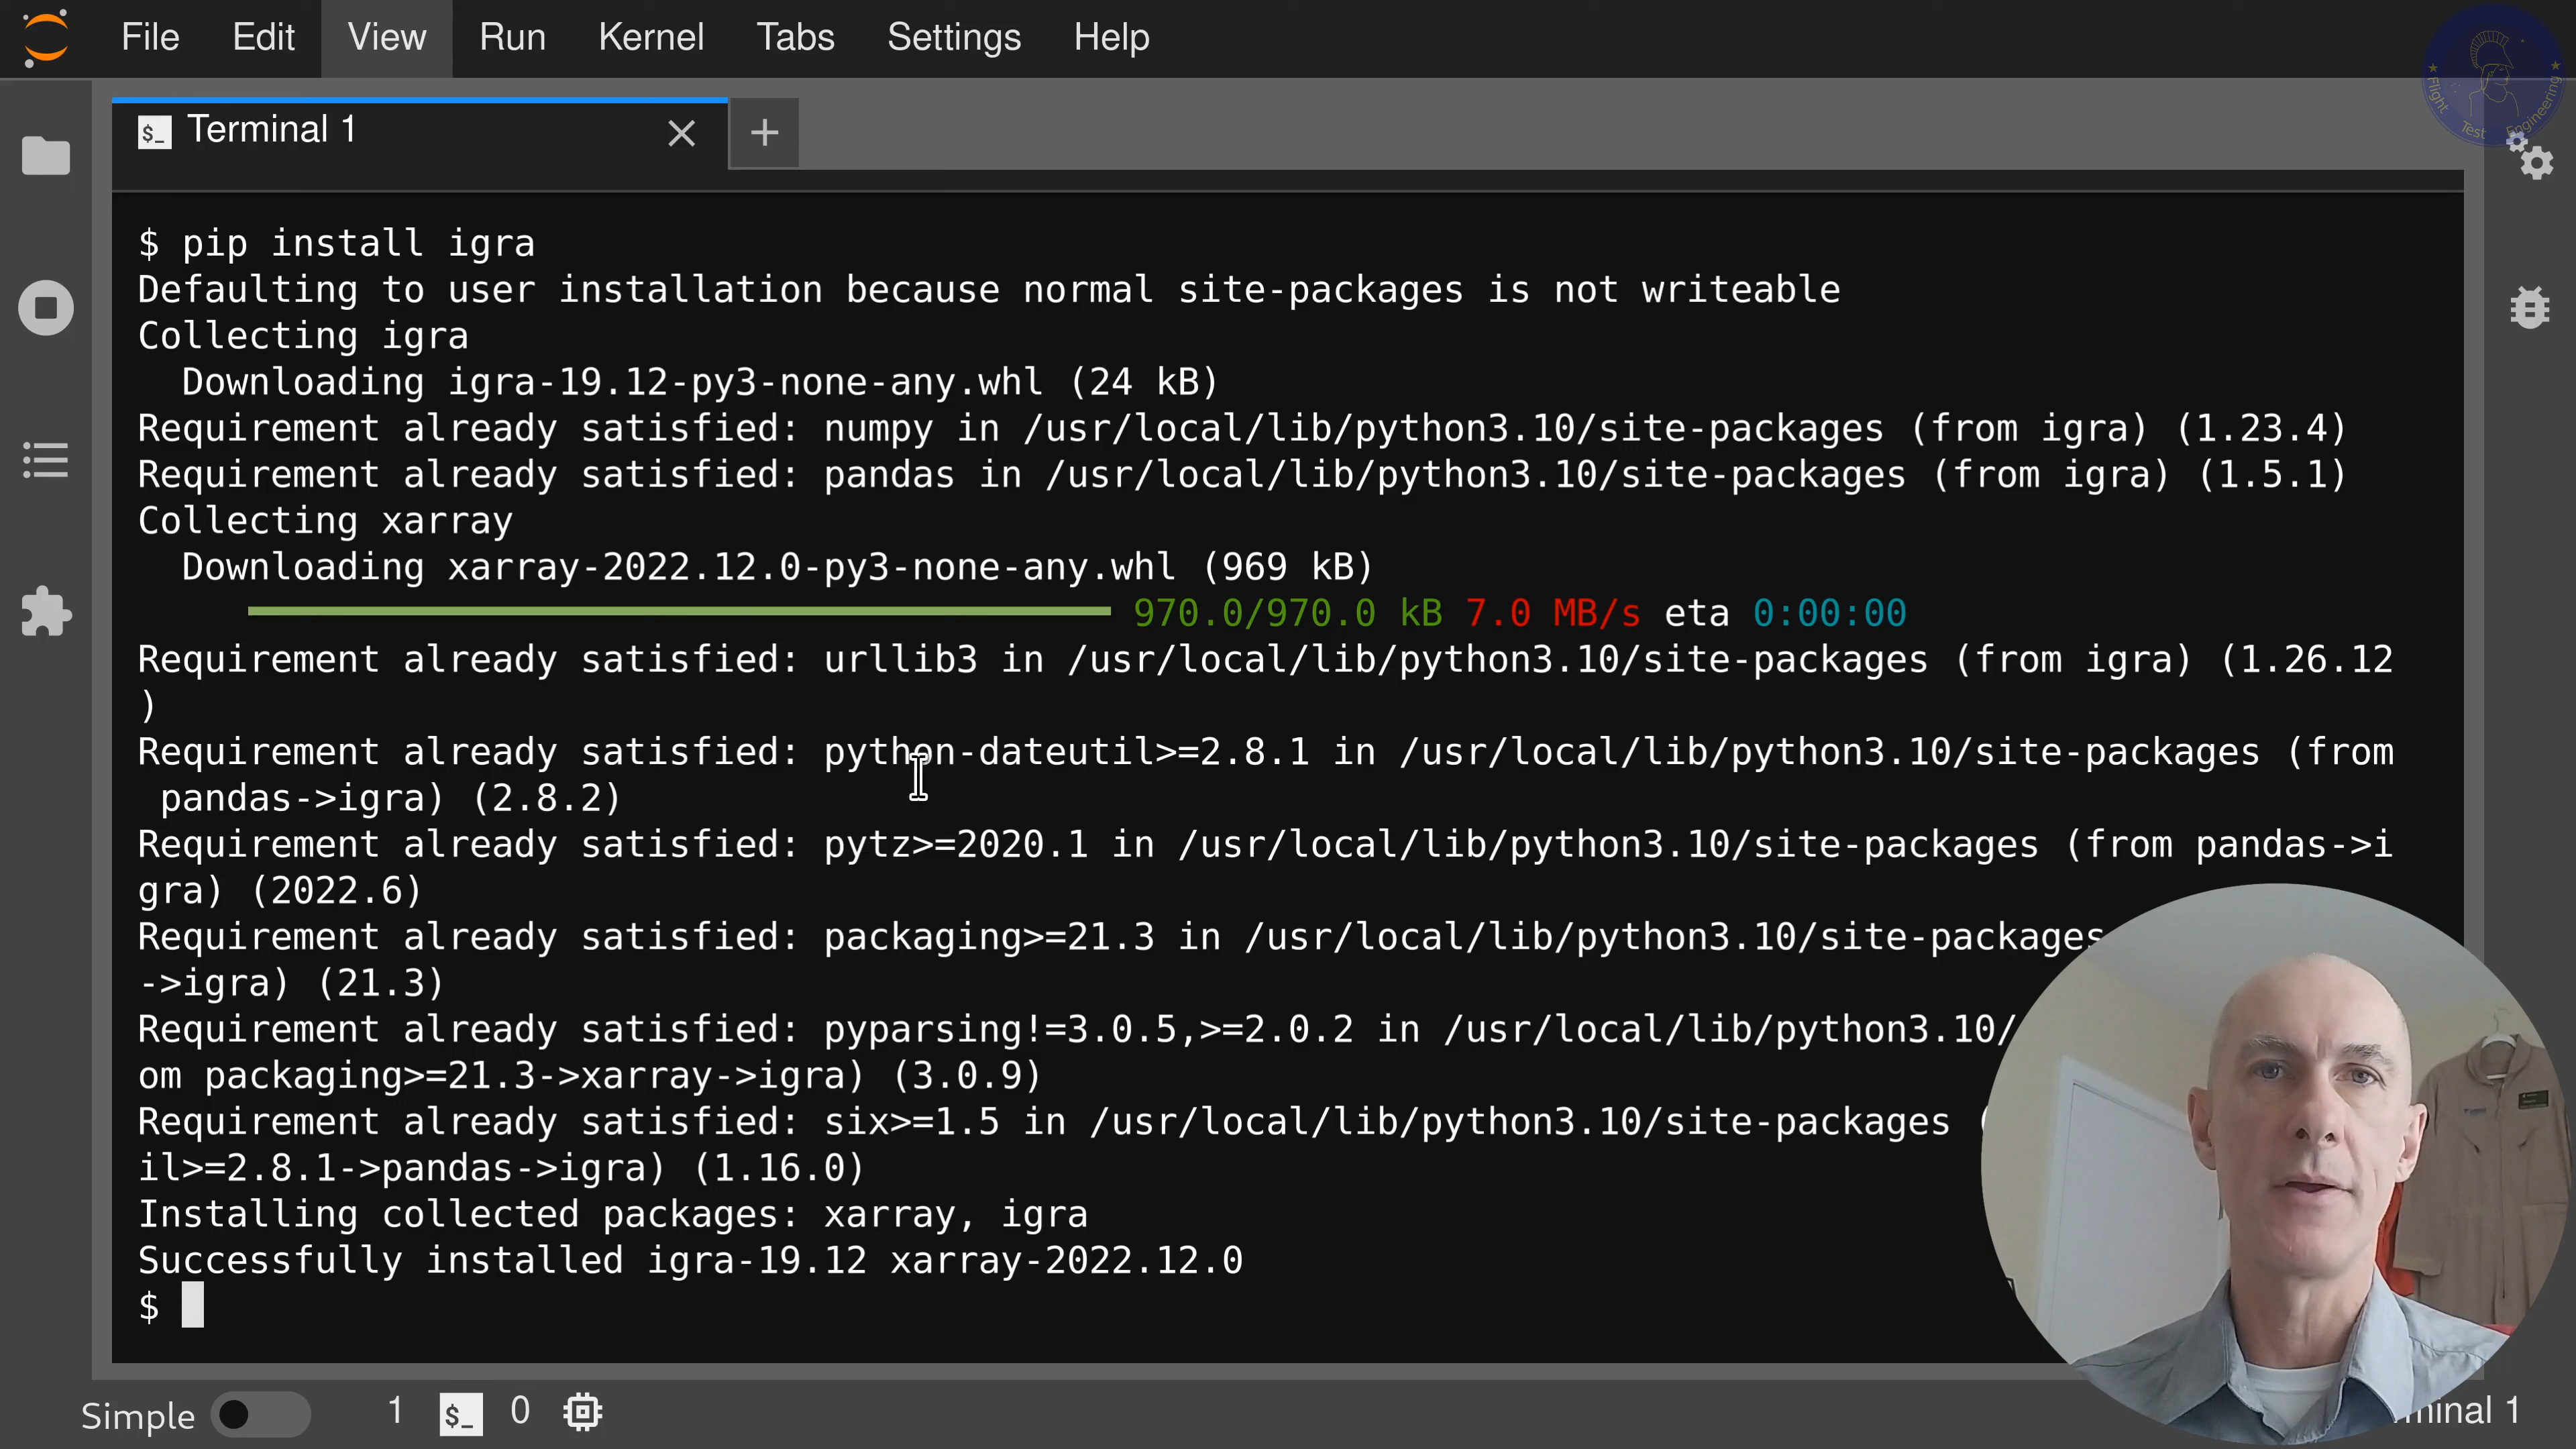 File Edit View Run Kernel Tabs Settings Help
Flight Test Engineering
$_ Terminal 1
$ pip install igra
Defaulting to user installation because normal site-packages is not writeable
Collecting igra
  Downloading igra-19.12-py3-none-any.whl (24 kB)
Requirement already satisfied: numpy in /usr/local/lib/python3.10/site-packages (from igra) (1.23.4)
Requirement already satisfied: pandas in /usr/local/lib/python3.10/site-packages (from igra) (1.5.1)
Collecting xarray
  Downloading xarray-2022.12.0-py3-none-any.whl (969 kB)
970.0/970.0 kB 7.0 MB/s eta 0:00:00
Requirement already satisfied: urllib3 in /usr/local/lib/python3.10/site-packages (from igra) (1.26.12
)
Requirement already satisfied: python-dateutil>=2.8.1 in /usr/local/lib/python3.10/site-packages (from
 pandas->igra) (2.8.2)
Requirement already satisfied: pytz>=2020.1 in /usr/local/lib/python3.10/site-packages (from pandas->i
gra) (2022.6)
Requirement already satisfied: packaging>=21.3 in /usr/local/lib/python3.10/site-packages
->igra) (21.3)
Requirement already satisfied: pyparsing!=3.0.5,>=2.0.2 in /usr/local/lib/python3.10/
om packaging>=21.3->xarray->igra) (3.0.9)
Requirement already satisfied: six>=1.5 in /usr/local/lib/python3.10/site-packages (
il>=2.8.1->pandas->igra) (1.16.0)
Installing collected packages: xarray, igra
Successfully installed igra-19.12 xarray-2022.12.0
$
Simple 1 $_ 0 minal 1